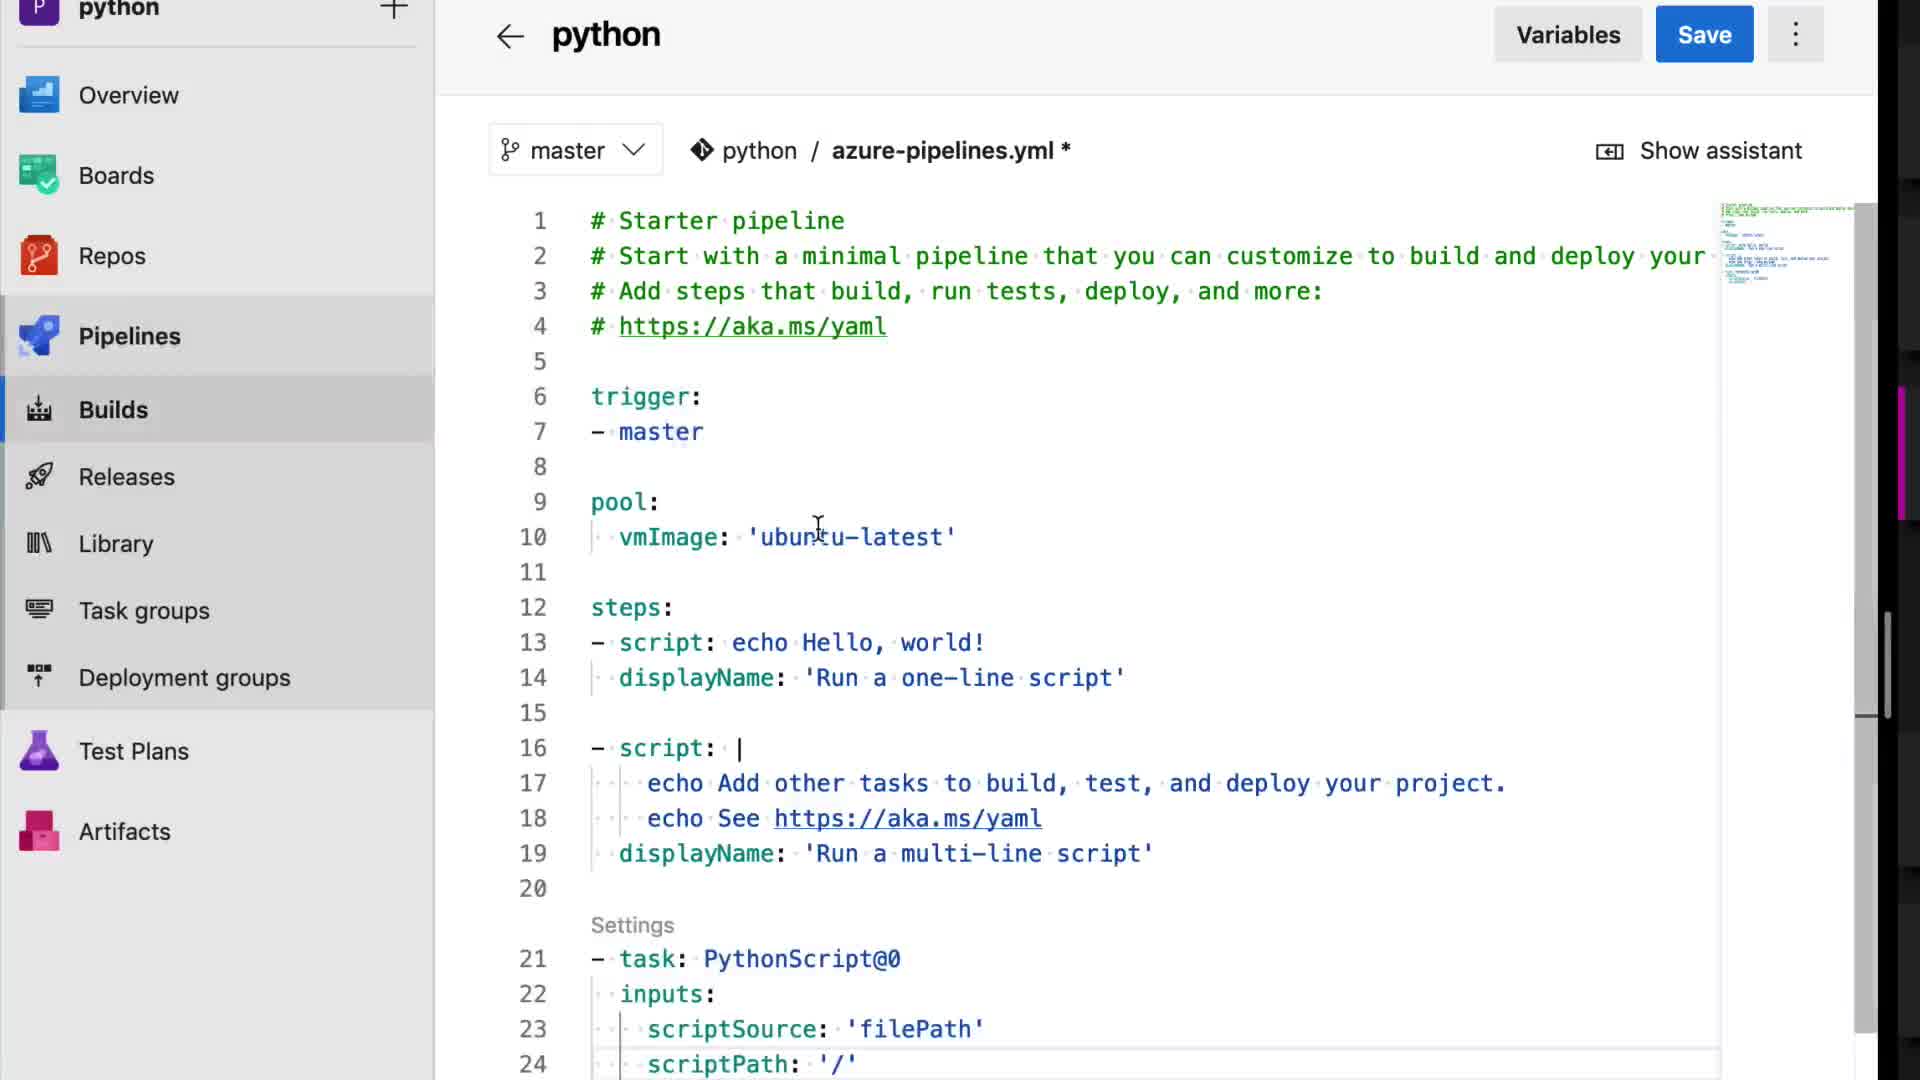 P python +
Overview
Boards
Repos
Pipelines
Builds
Releases
Library
Task groups
Deployment groups
Test Plans
Artifacts
python
Variables
Save
master
python / azure-pipelines.yml *
Show assistant
1 # Starter pipeline
2 # Start with a minimal pipeline that you can customize to build and deploy your
3 # Add steps that build, run tests, deploy, and more:
4 # https://aka.ms/yaml
5
6 trigger:
7 - master
8
9 pool:
10 vmImage: 'ubuntu-latest'
11
12 steps:
13 - script: echo Hello, world!
14 displayName: 'Run a one-line script'
15
16 - script: |
17 echo Add other tasks to build, test, and deploy your project.
18 echo See https://aka.ms/yaml
19 displayName: 'Run a multi-line script'
20
Settings
21 - task: PythonScript@0
22 inputs:
23 scriptSource: 'filePath'
24 scriptPath: '/'